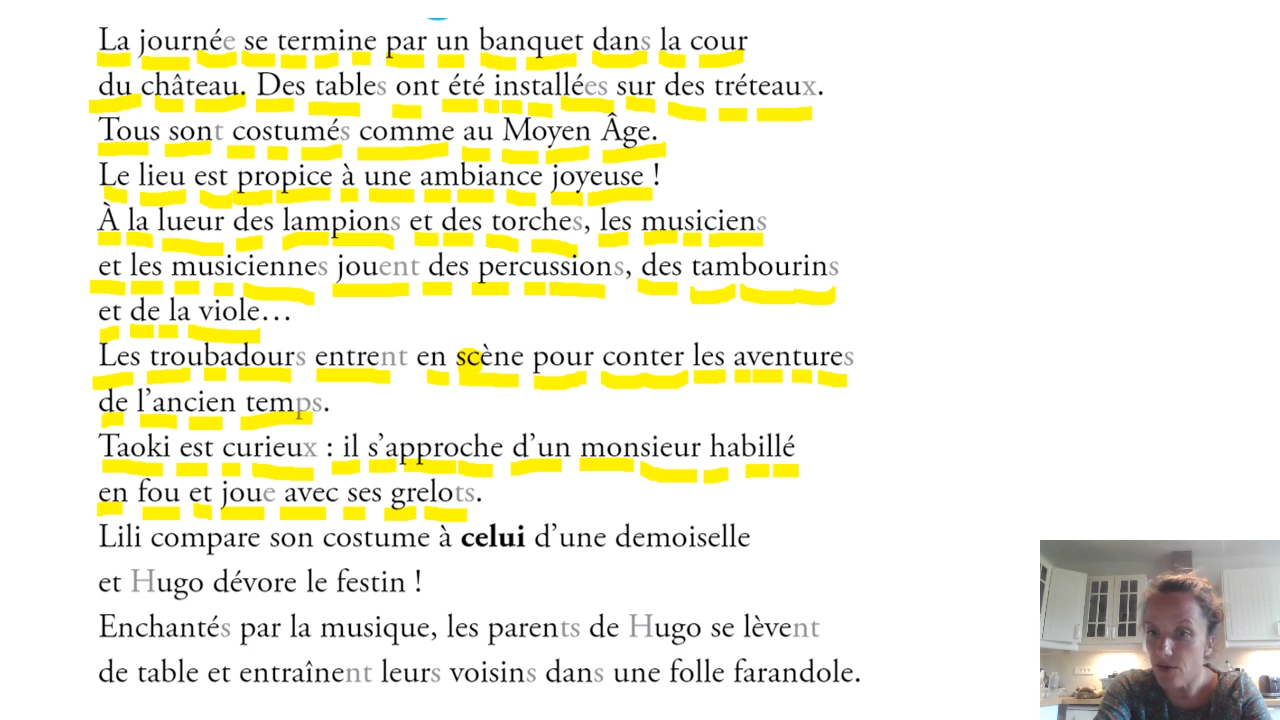 La journée se termine par un banquet dans la cour
du château. Des tables ont été installées sur des tréteaux.
Tous sont costumés comme au Moyen Âge.
Le lieu est propice à une ambiance joyeuse !
À la lueur des lampions et des torches, les musiciens
et les musiciennes jouent des percussions, des tambourins
et de la viole…
Les troubadours entrent en scène pour conter les aventures
de l’ancien temps.
Taoki est curieux : il s’approche d’un monsieur habillé
en fou et joue avec ses grelots.
Lili compare son costume à celui d’une demoiselle
et Hugo dévore le festin !
Enchantés par la musique, les parents de Hugo se lèvent
de table et entraînent leurs voisins dans une folle farandole.